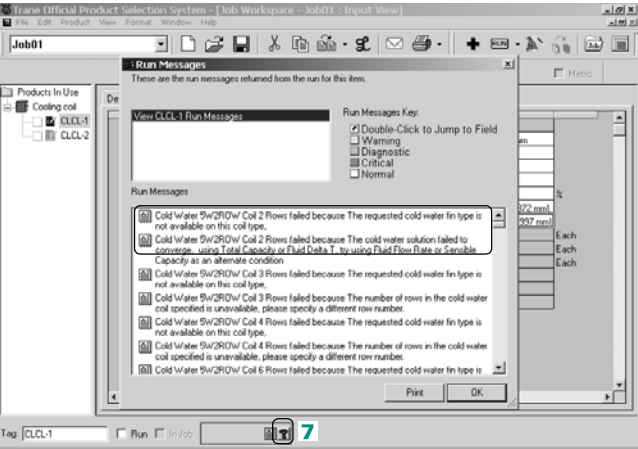 Trane Official Product Selection System - [Job Workspace - Job01 : Input View]
File Edit Product View Format Window Help
Job01
RUN
Run Messages
These are the run messages returned from the run for this item.
Metric
Products In Use
Cooling coil
CLCL-1
CLCL-2
De
View CLCL-1 Run Messages
Run Messages Key:
Double-Click to Jump to Field
Warning
Diagnostic
Critical
Normal
um
%
372 mm]
997 mm]
Each
Each
Each
Run Messages
Cold Water 5W2ROW Coil 2 Rows failed because The requested cold water fin type is
not available on this coil type,
Cold Water 5W2ROW Coil 2 Rows failed because The cold water solution failed to
converge, using Total Capacity or Fluid Delta T, try using Fluid Flow Rate or Sensible
Capacity as an alternate condition
Cold Water 5W2ROW Coil 3 Rows failed because The requested cold water fin type is
not available on this coil type,
Cold Water 5W2ROW Coil 3 Rows failed because The number of rows in the cold water
coil specified is unavailable, please specify a different row number.
Cold Water 5W2ROW Coil 4 Rows failed because The requested cold water fin type is
not available on this coil type,
Cold Water 5W2ROW Coil 4 Rows failed because The number of rows in the cold water
coil specified is unavailable, please specify a different row number.
Cold Water 5W2ROW Coil 6 Rows failed because The requested cold water fin type is
Print
OK
Tag: CLCL-1
Run
In Job
7